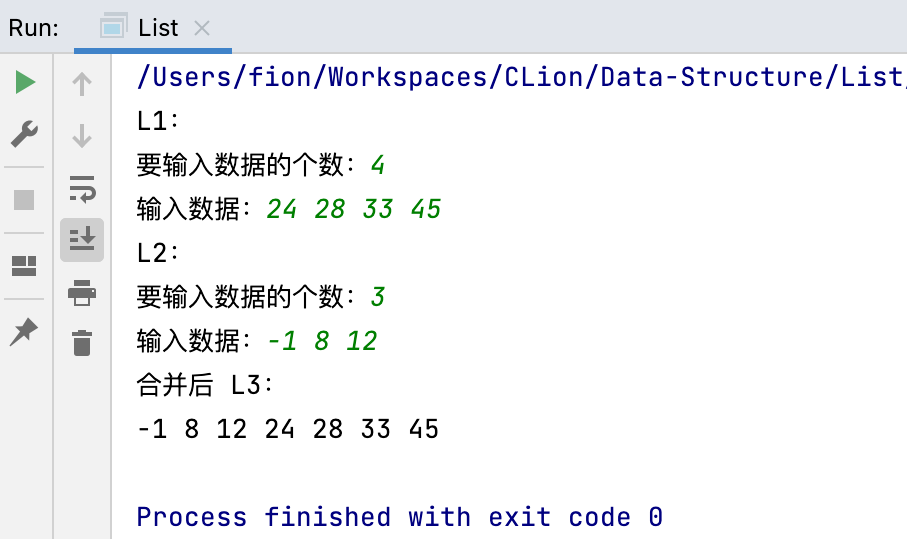 Run: List
/Users/fion/Workspaces/CLion/Data-Structure/List/
L1:
要输入数据的个数: 4
输入数据: 24 28 33 45
L2:
要输入数据的个数: 3
输入数据: -1 8 12
合并后 L3:
-1 8 12 24 28 33 45
Process finished with exit code 0